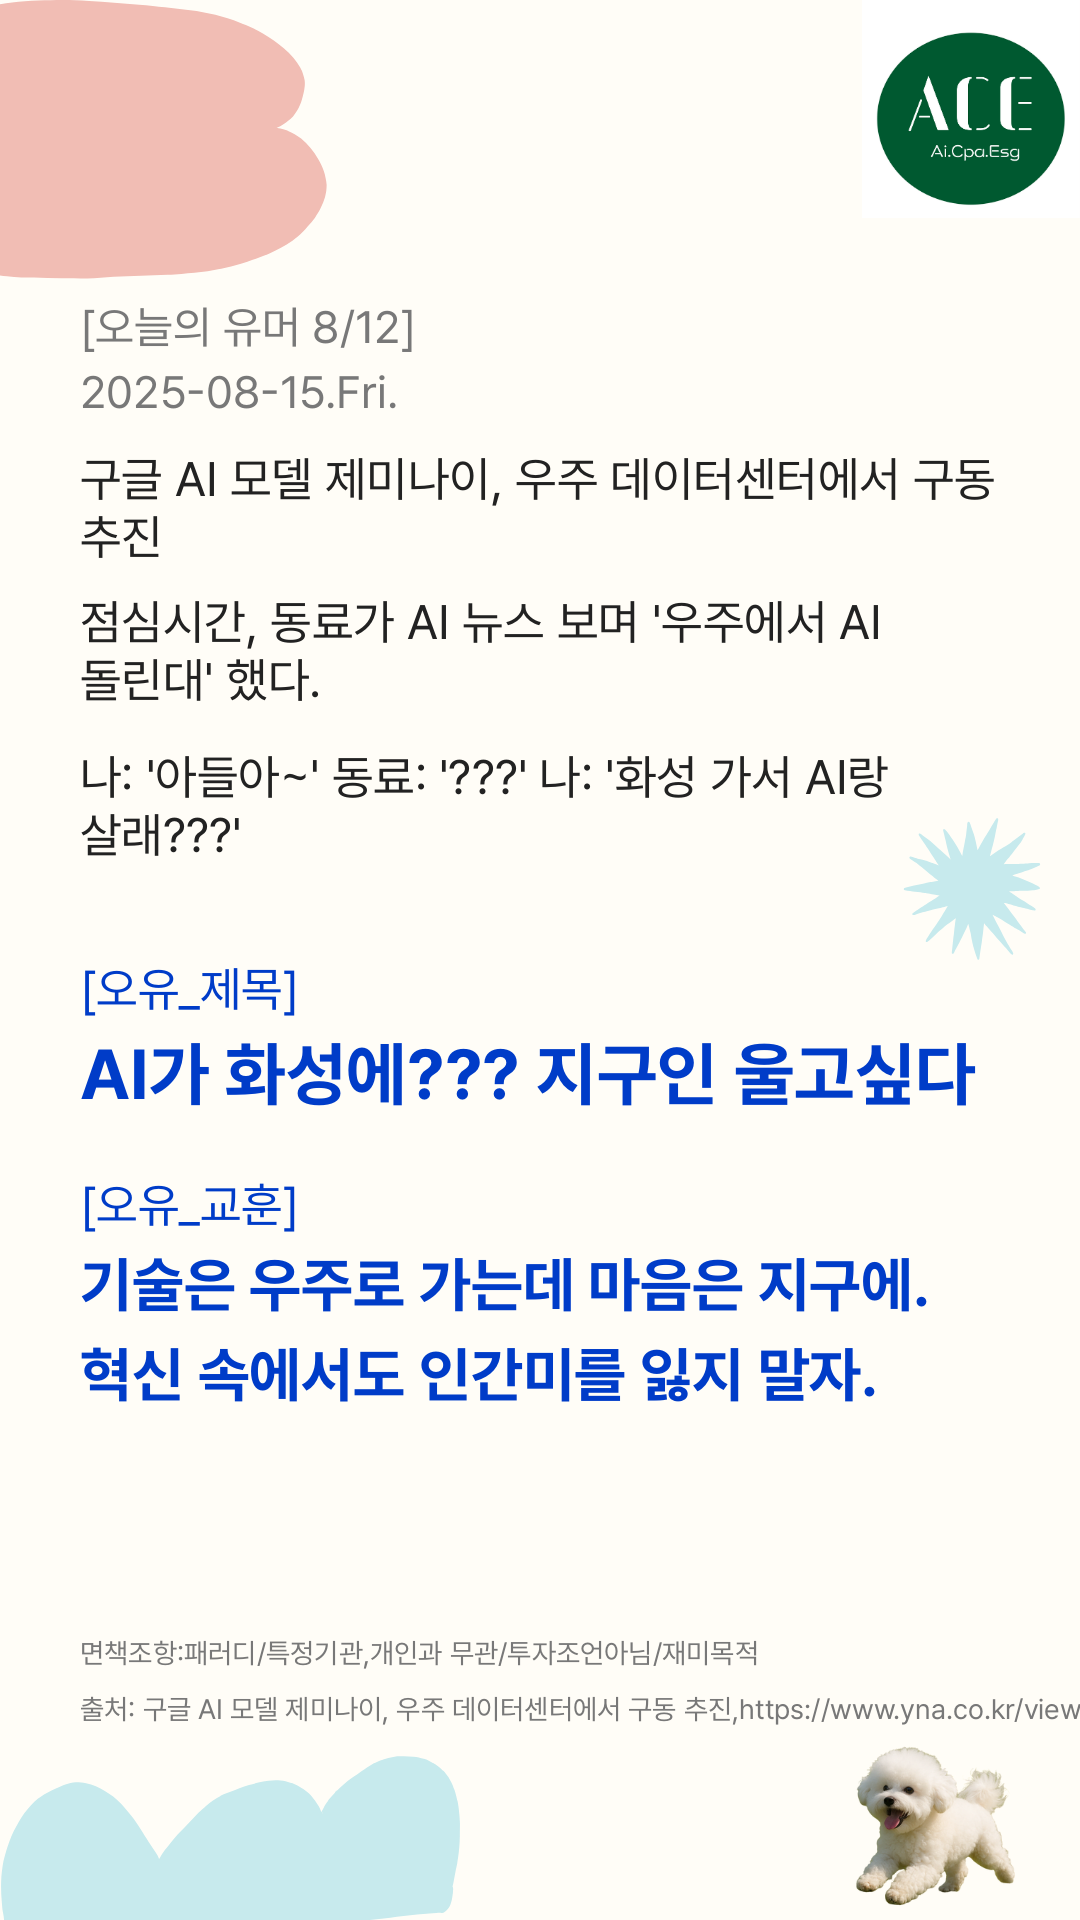 ACE
Ai.Cpa.Esg
[오늘의 유머 8/12]
2025-08-15.Fri.
구글 AI 모델 제미나이, 우주 데이터센터에서 구동
추진
점심시간, 동료가 AI 뉴스 보며 '우주에서 AI
돌린대' 했다.
나: '아들아~' 동료: '???' 나: '화성 가서 AI랑
살래???'
[오유_제목]
AI가 화성에??? 지구인 울고싶다
[오유_교훈]
기술은 우주로 가는데 마음은 지구에.
혁신 속에서도 인간미를 잃지 말자.
면책조항:패러디/특정기관,개인과 무관/투자조언아님/재미목적
출처: 구글 AI 모델 제미나이, 우주 데이터센터에서 구동 추진,https://www.yna.co.kr/view